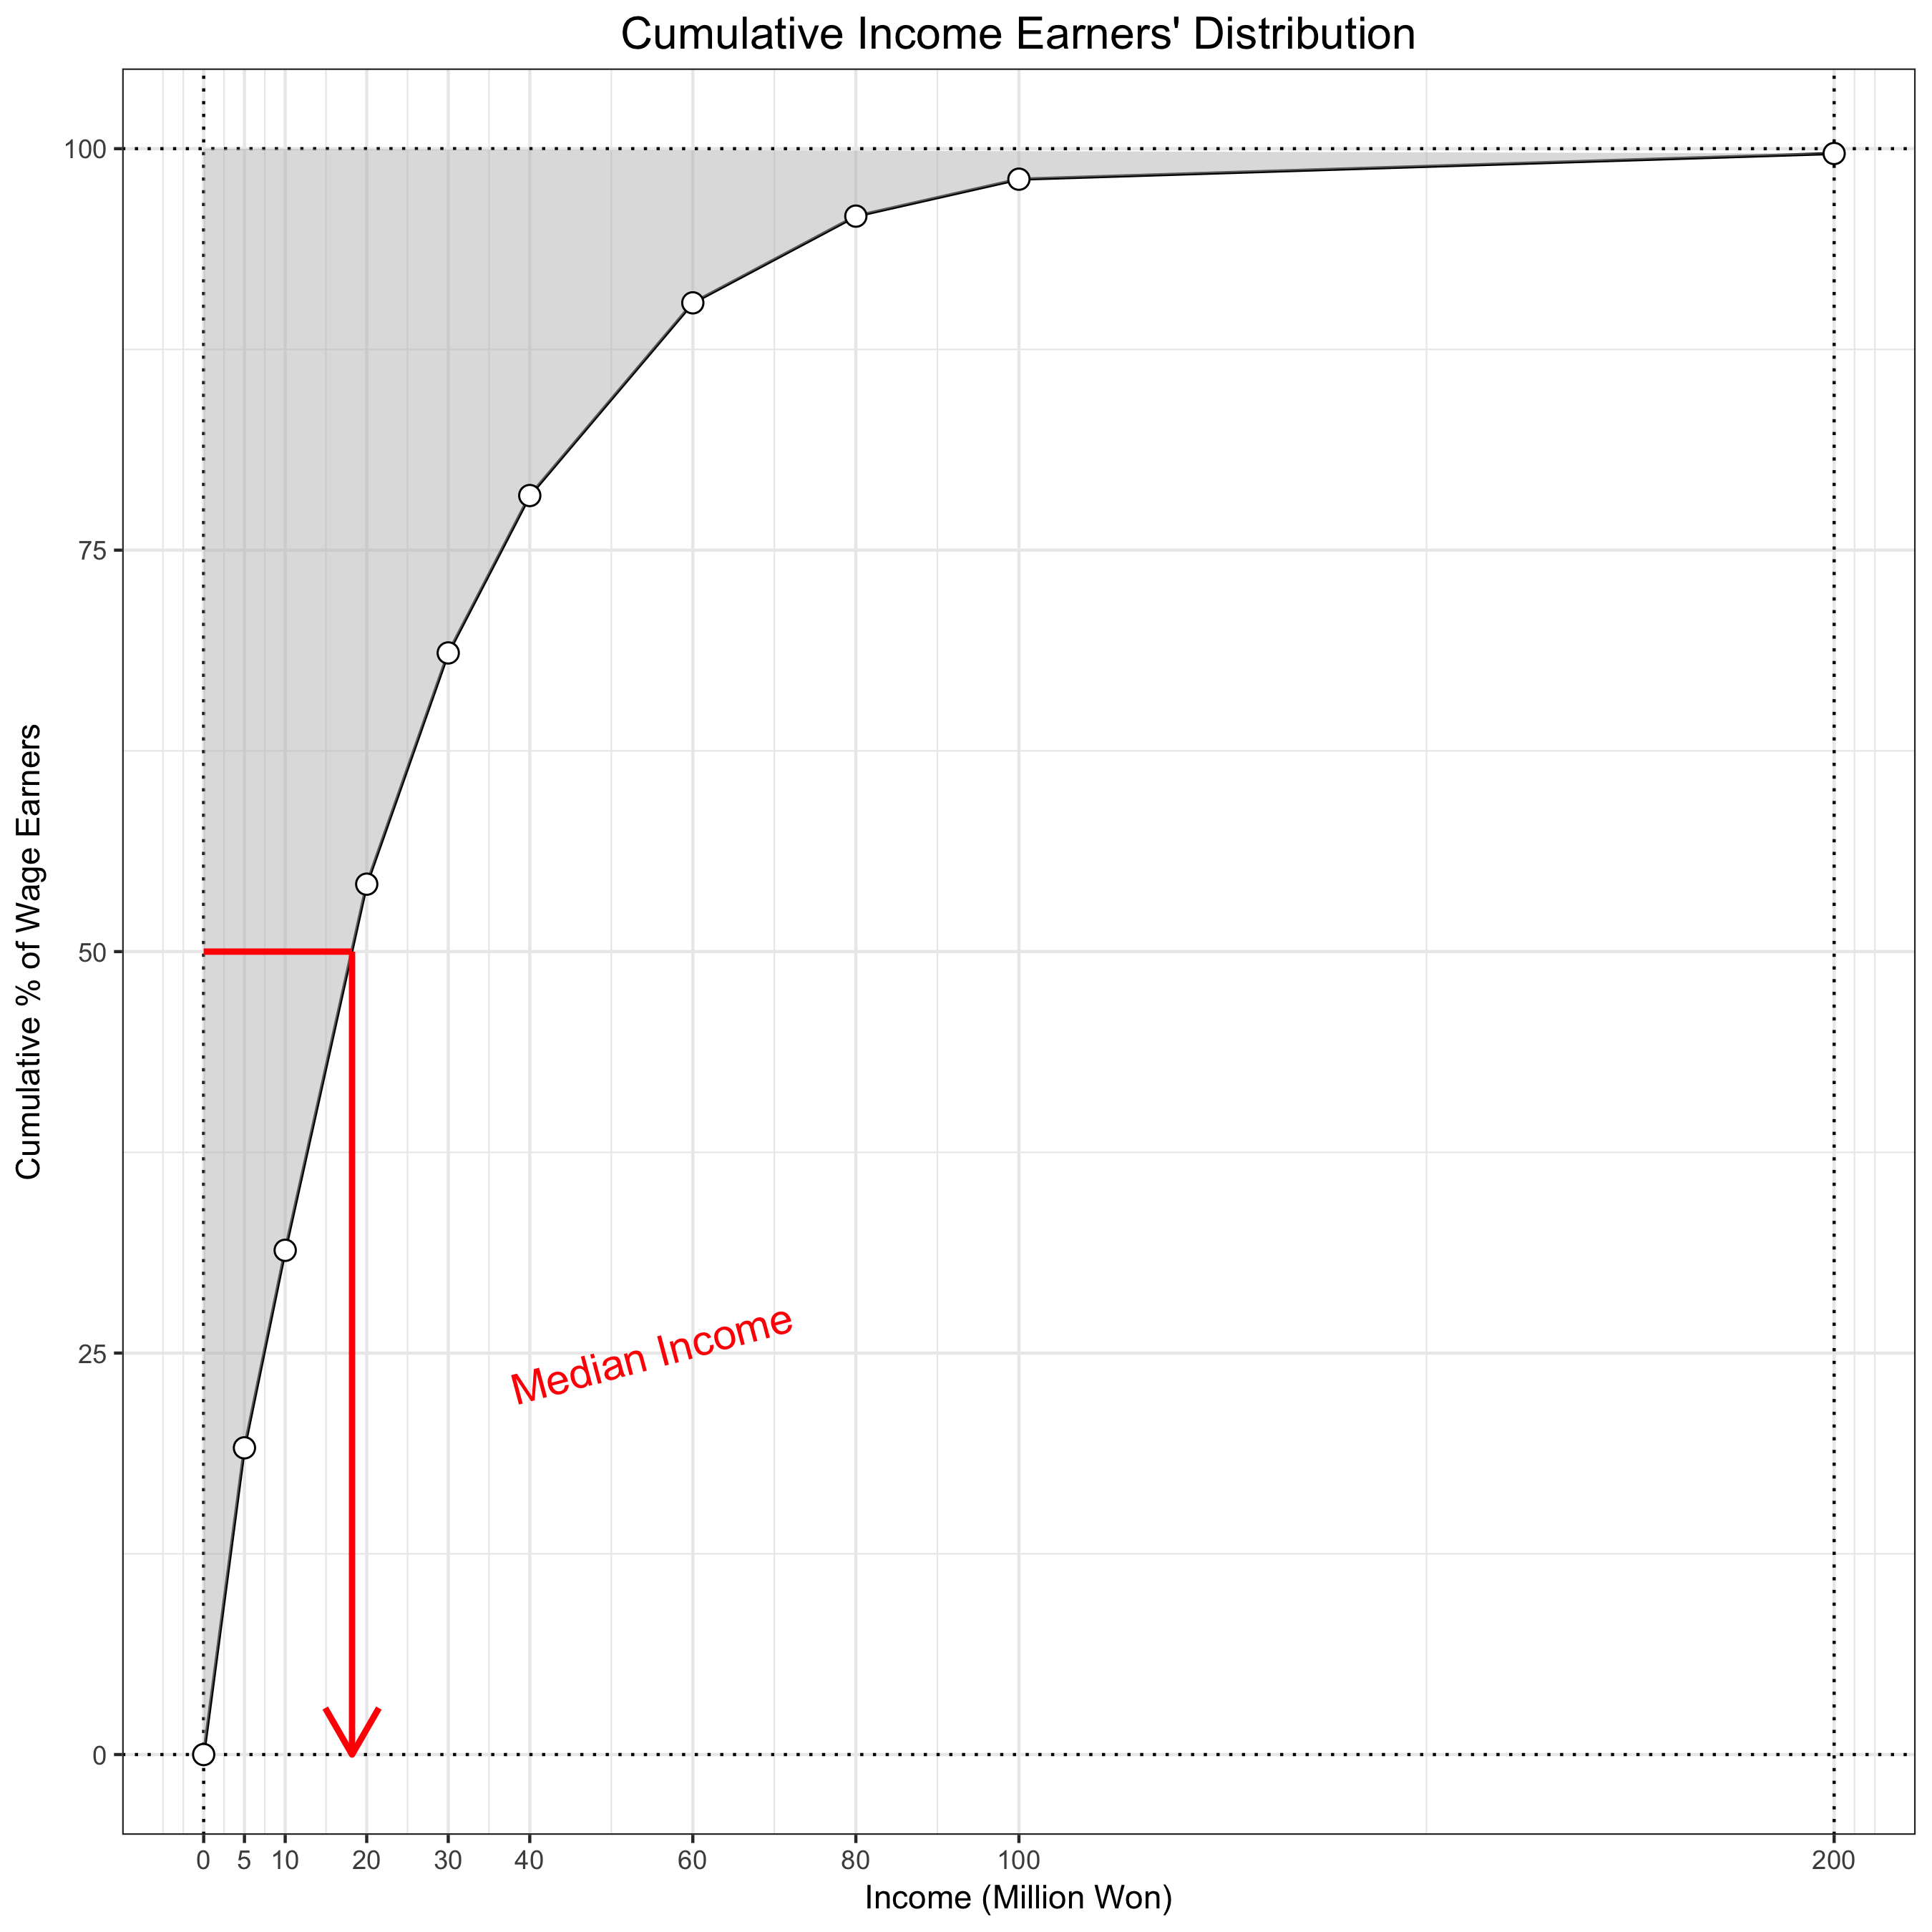 Cumulative Income Earners' Distribution
100
75
50
25
0
Cumulative % of Wage Earners
Median Income
0 5 10 20 30 40 60 80 100 200
Income (Million Won)